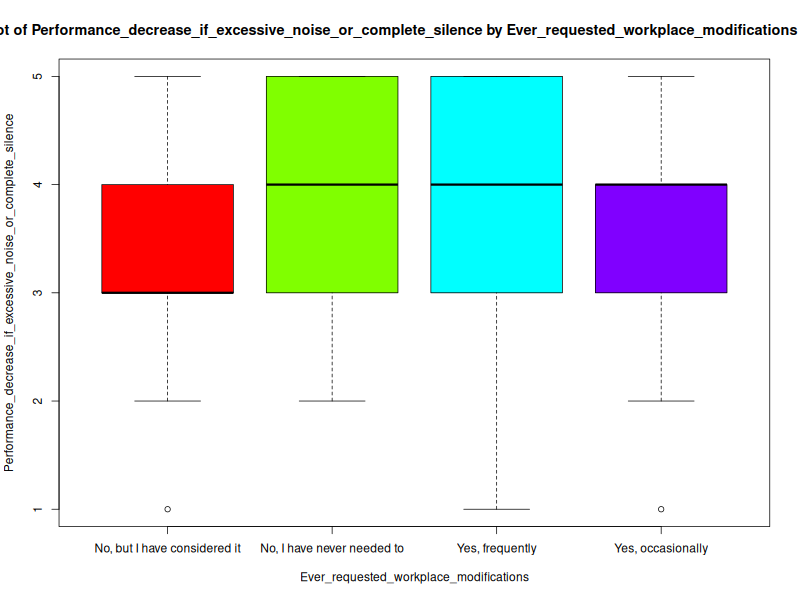 ot of Performance_decrease_if_excessive_noise_or_complete_silence by Ever_requested_workplace_modifications
Performance_decrease_if_excessive_noise_or_complete_silence
5
4
3
2
1
No, but I have considered it
No, I have never needed to
Yes, frequently
Yes, occasionally
Ever_requested_workplace_modifications